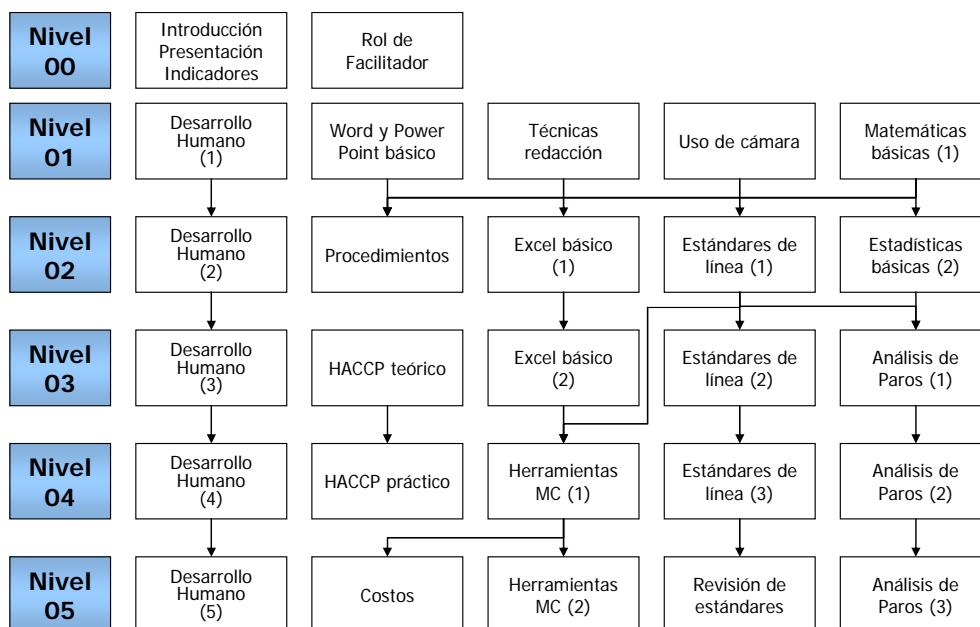 Nivel
00
Introducción
Presentación
Indicadores
Rol de
Facilitador
Nivel
01
Desarrollo
Humano
(1)
Word y Power
Point básico
Técnicas
redacción
Uso de cámara
Matemáticas
básicas (1)
Nivel
02
Desarrollo
Humano
(2)
Procedimientos
Excel básico
(1)
Estándares de
línea (1)
Estadísticas
básicas (2)
Nivel
03
Desarrollo
Humano
(3)
HACCP teórico
Excel básico
(2)
Estándares de
línea (2)
Análisis de
Paros (1)
Nivel
04
Desarrollo
Humano
(4)
HACCP práctico
Herramientas
MC (1)
Estándares de
línea (3)
Análisis de
Paros (2)
Nivel
05
Desarrollo
Humano
(5)
Costos
Herramientas
MC (2)
Revisión de
estándares
Análisis de
Paros (3)